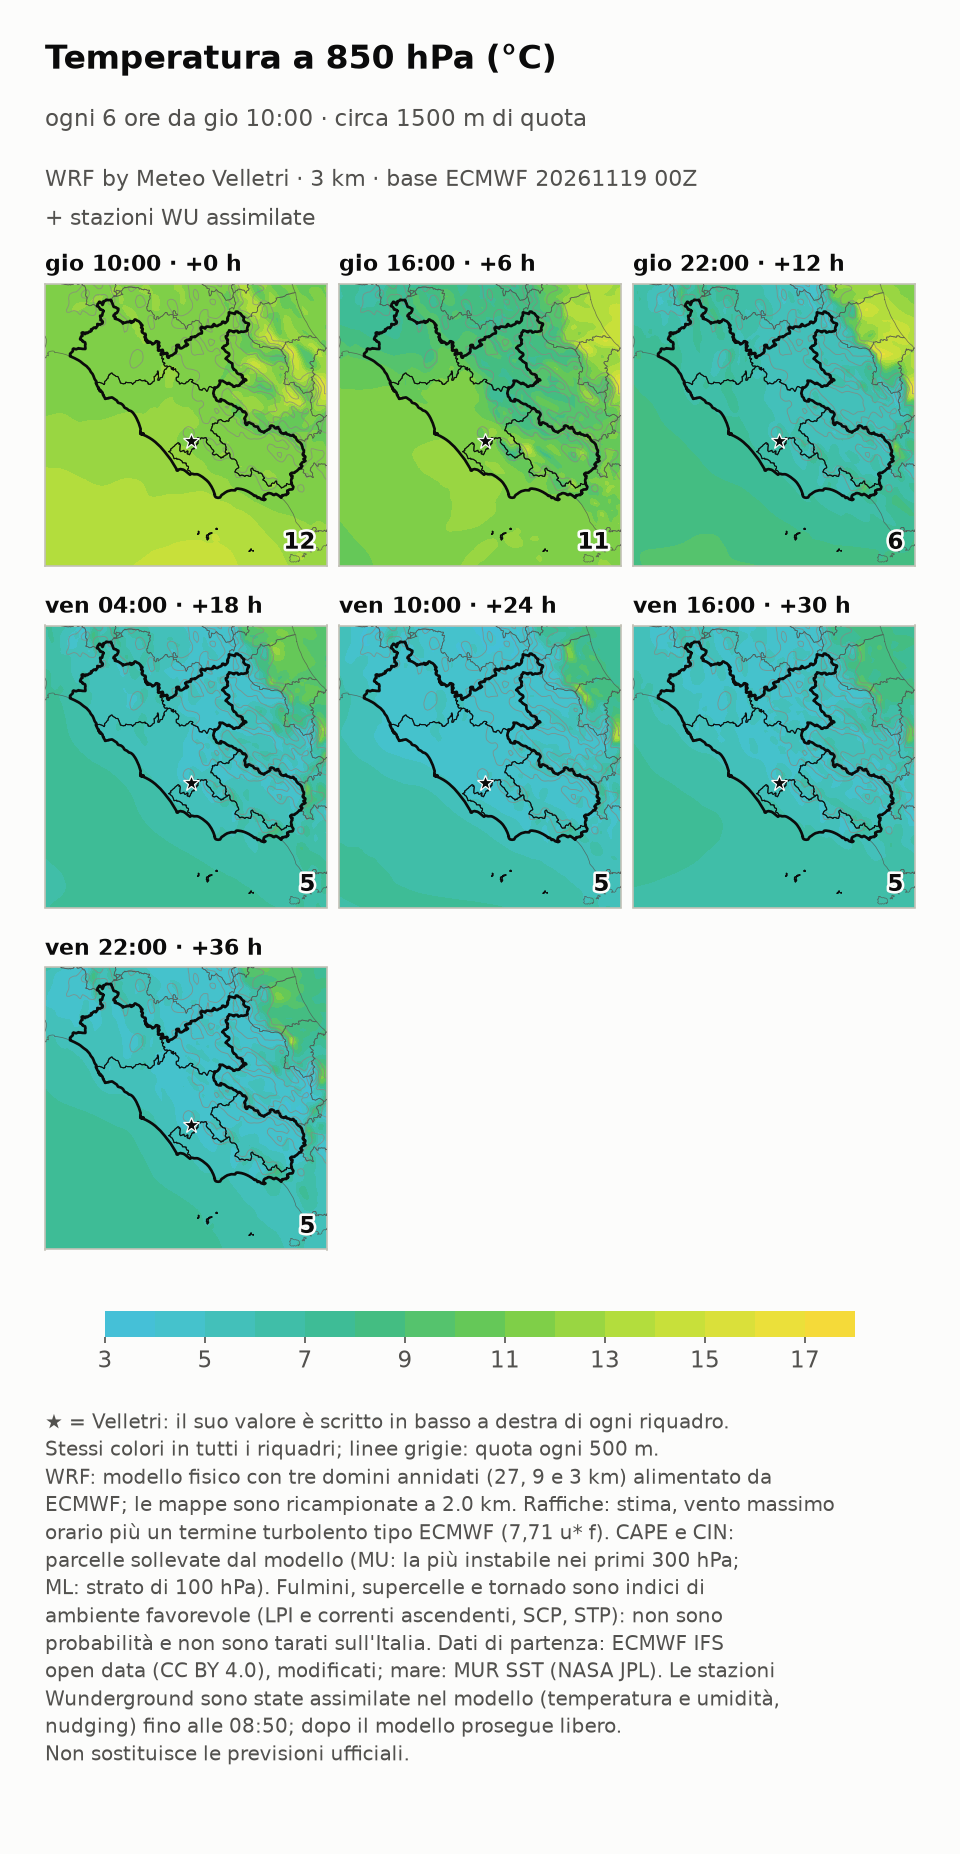 Temperatura a 850 hPa (°C)
ogni 6 ore da gio 10:00 · circa 1500 m di quota
WRF by Meteo Velletri · 3 km · base ECMWF 20261119 00Z
+ stazioni WU assimilate
gio 10:00 · +0 h
gio 16:00 · +6 h
gio 22:00 · +12 h
12
11
6
ven 04:00 · +18 h
ven 10:00 · +24 h
ven 16:00 · +30 h
5
5
5
ven 22:00 · +36 h
5
3 5 7 9 11 13 15 17
★ = Velletri: il suo valore è scritto in basso a destra di ogni riquadro.
Stessi colori in tutti i riquadri; linee grigie: quota ogni 500 m.
WRF: modello fisico con tre domini annidati (27, 9 e 3 km) alimentato da
ECMWF; le mappe sono ricampionate a 2.0 km. Raffiche: stima, vento massimo
orario più un termine turbolento tipo ECMWF (7,71 u* f). CAPE e CIN:
parcelle sollevate dal modello (MU: la più instabile nei primi 300 hPa;
ML: strato di 100 hPa). Fulmini, supercelle e tornado sono indici di
ambiente favorevole (LPI e correnti ascendenti, SCP, STP): non sono
probabilità e non sono tarati sull'Italia. Dati di partenza: ECMWF IFS
open data (CC BY 4.0), modificati; mare: MUR SST (NASA JPL). Le stazioni
Wunderground sono state assimilate nel modello (temperatura e umidità,
nudging) fino alle 08:50; dopo il modello prosegue libero.
Non sostituisce le previsioni ufficiali.